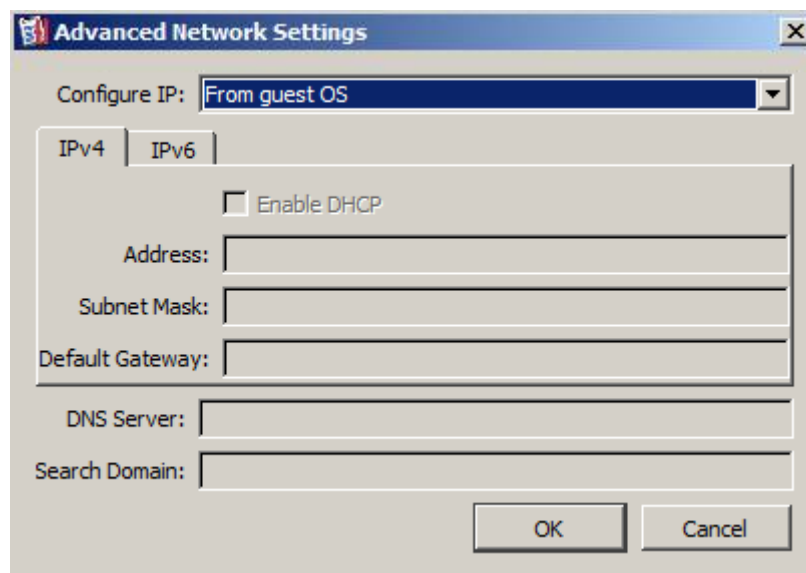 Advanced Network Settings
Configure IP: From guest OS
IPv4 IPv6
Enable DHCP
Address:
Subnet Mask:
Default Gateway:
DNS Server:
Search Domain:
OK Cancel